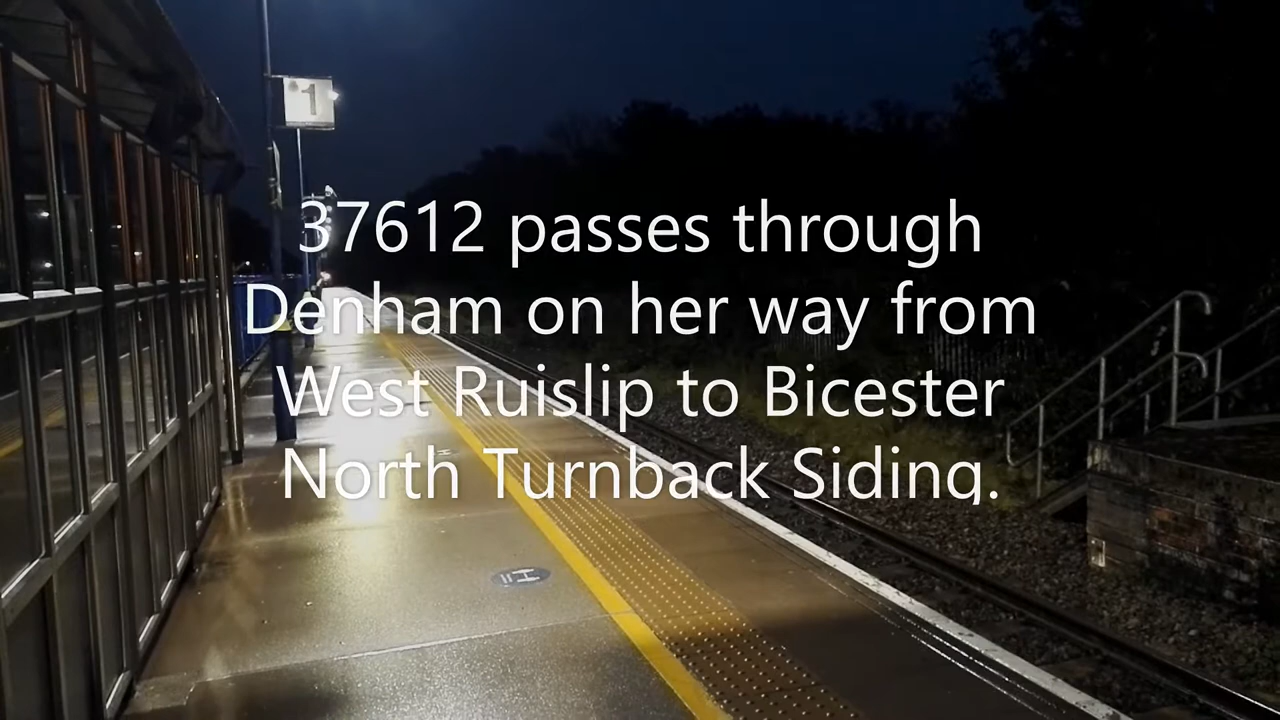 1
37612 passes through
Denham on her way from
West Ruislip to Bicester
North Turnback Siding.